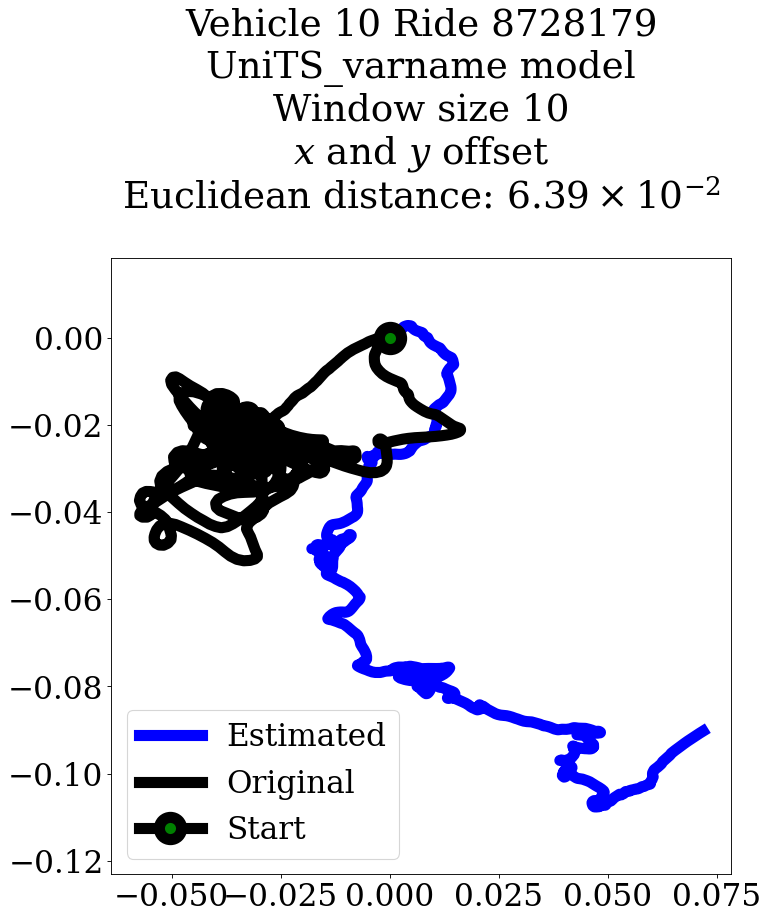 Vehicle 10 Ride 8728179
UniTS_varname model
Window size 10
x and y offset
Euclidean distance: 6.39 × 10⁻²
0.00
−0.02
−0.04
−0.06
−0.08
−0.10
−0.12
Estimated
Original
Start
−0.050 −0.025 0.000 0.025 0.050 0.075